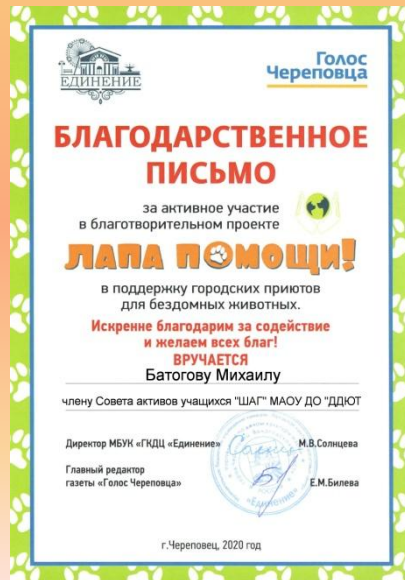 ЕДИНЕНИЕ
Голос
Череповца
БЛАГОДАРСТВЕННОЕ
ПИСЬМО
за активное участие
в благотворительном проекте
ЛАПА ПОМОЩИ!
в поддержку городских приютов
для бездомных животных.
Искренне благодарим за содействие
и желаем всех благ!
ВРУЧАЕТСЯ
Батогову Михаилу
члену Совета активов учащихся "ШАГ" МАОУ ДО "ДДЮТ
Директор МБУК «ГКДЦ «Единение»
М.В.Солнцева
Главный редактор
газеты «Голос Череповца»
Е.М.Билева
«Единение»
г.Череповец, 2020 год